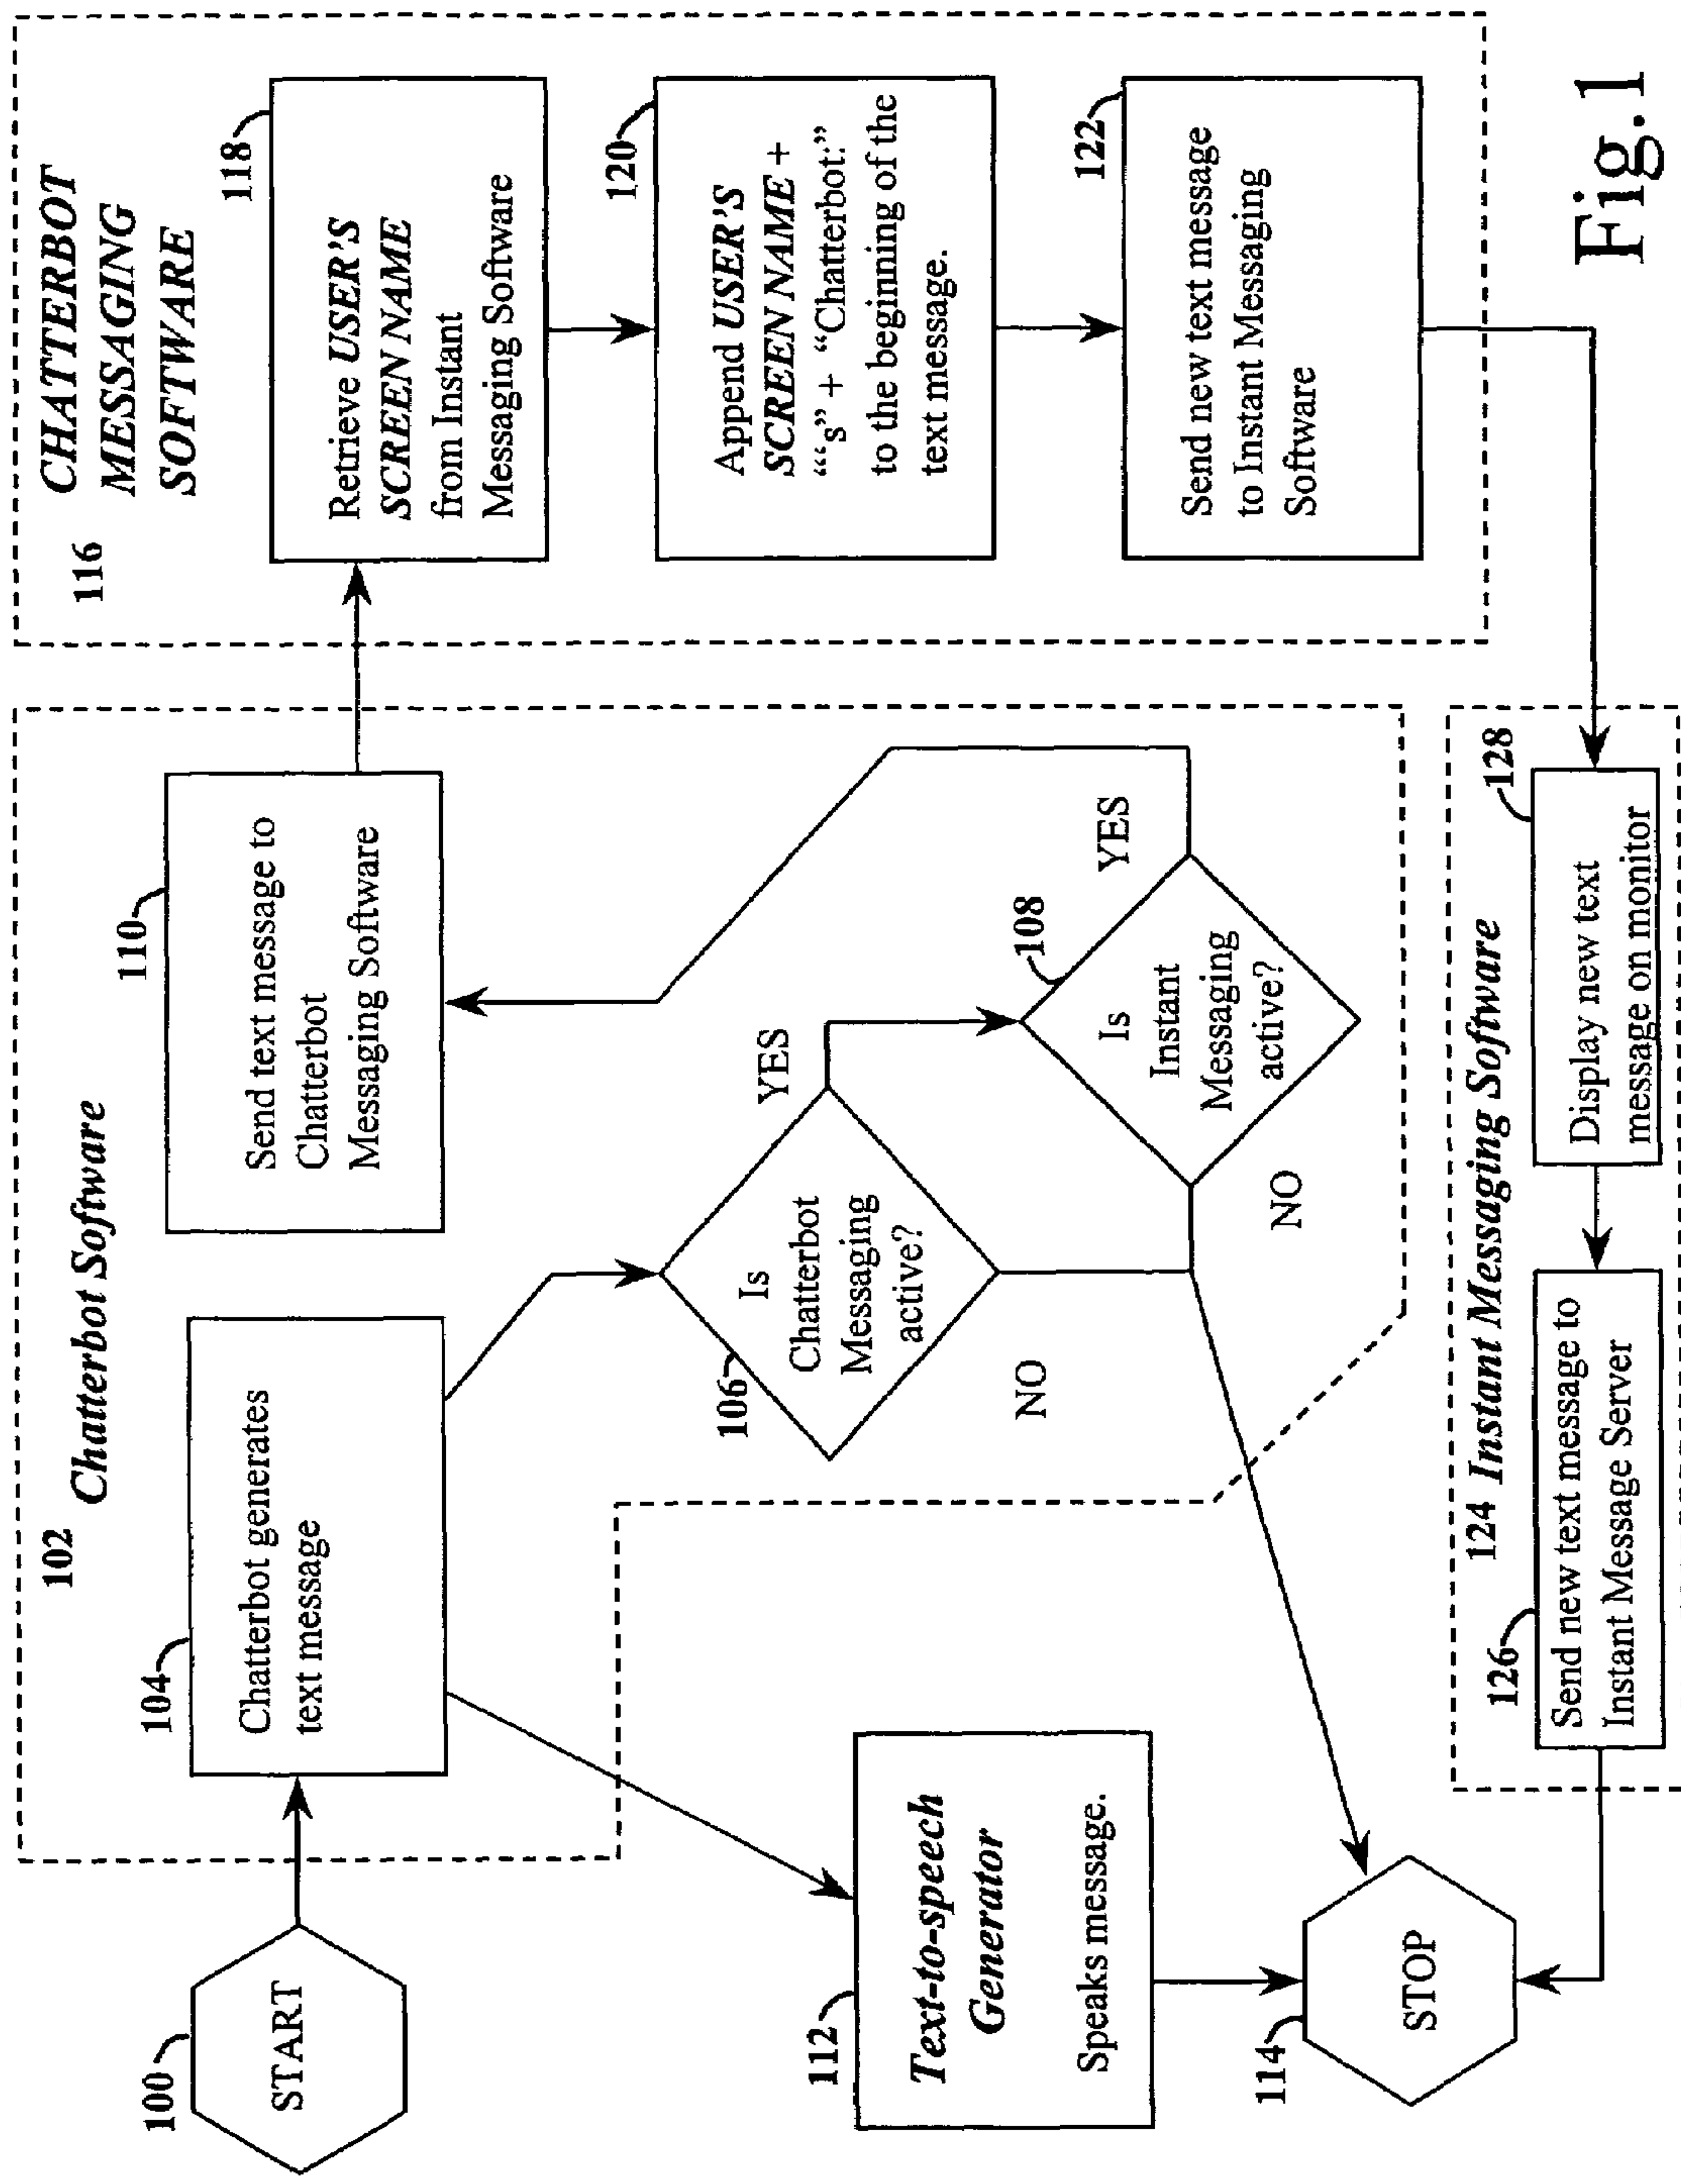 100
START
102
Chatterbot Software
104
Chatterbot generates
text message
110
Send text message to
Chatterbot
Messaging Software
106
Is
Chatterbot
Messaging
active?
YES
NO
108
Is
Instant
Messaging
active?
YES
NO
112
Text-to-speech
Generator
Speaks message.
114
STOP
116
CHATTERBOT
MESSAGING
SOFTWARE
118
Retrieve USER'S
SCREEN NAME
from Instant
Messaging Software
120
Append USER'S
SCREEN NAME +
“‘s” + “Chatterbot:”
to the beginning of the
text message.
122
Send new text message
to Instant Messaging
Software
124 Instant Messaging Software
126
Send new text message to
Instant Message Server
128
Display new text
message on monitor
Fig.1